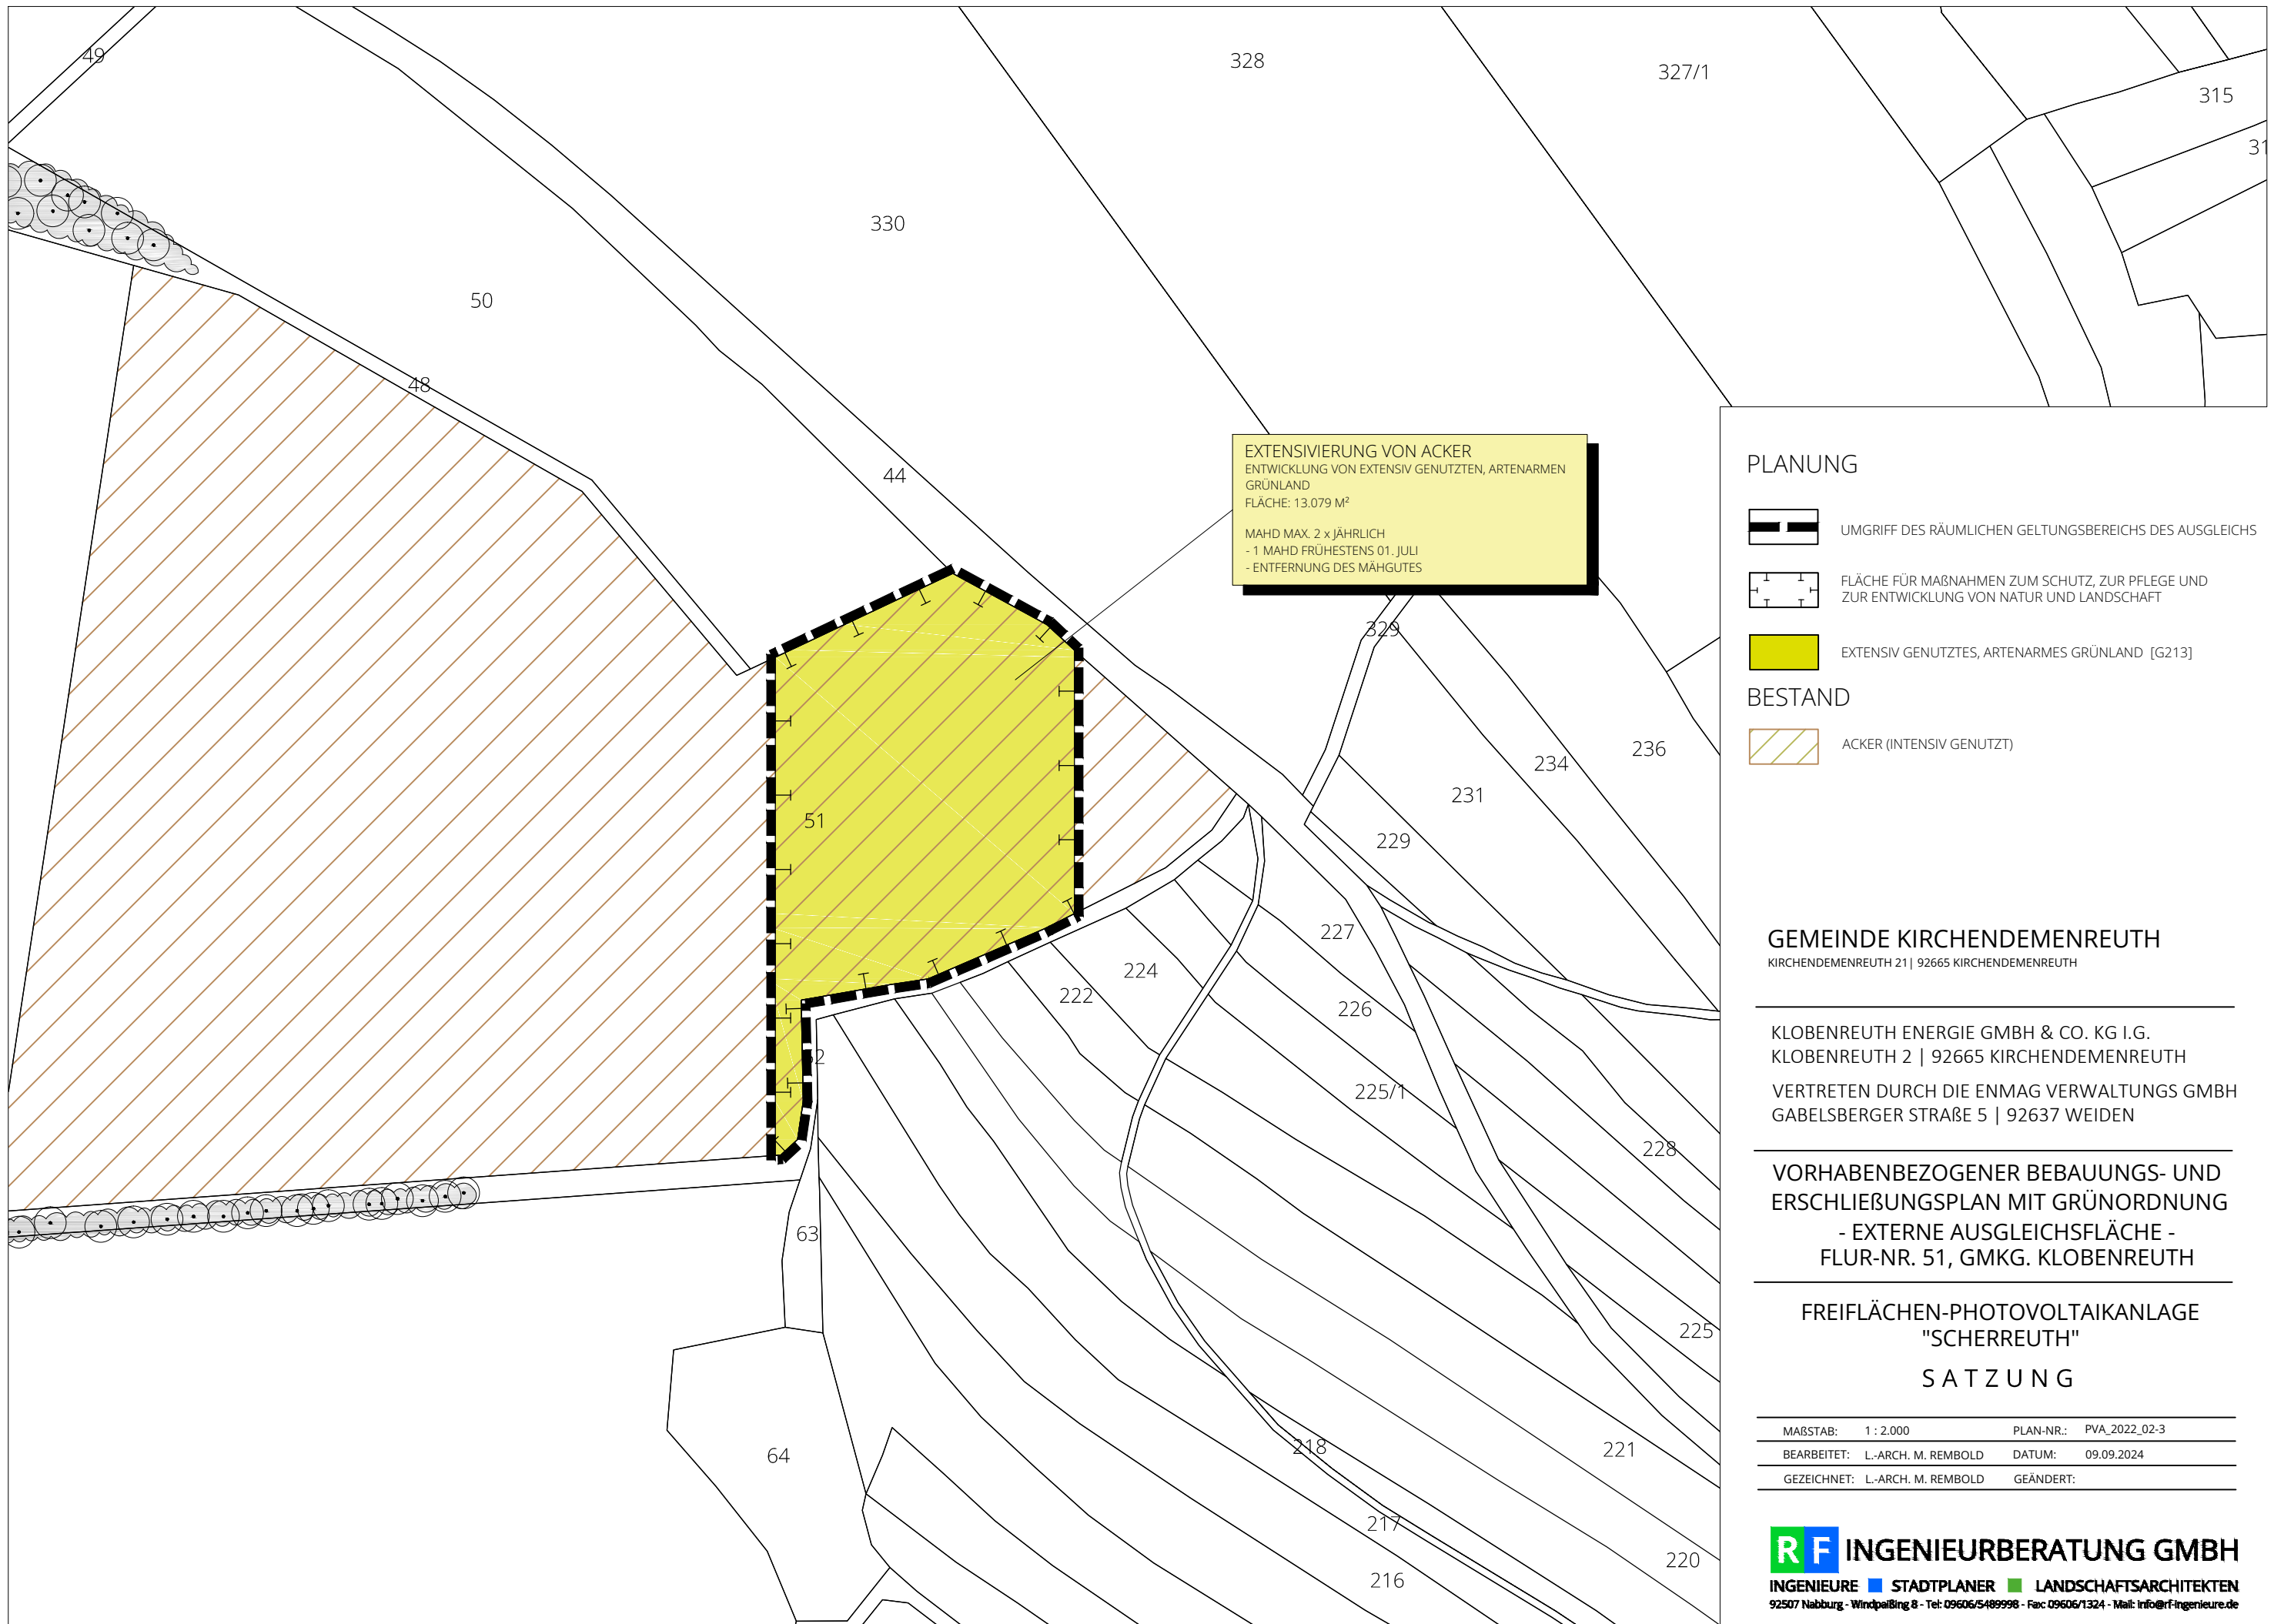 49
328
327/1
315
31
330
50
48
44
EXTENSIVIERUNG VON ACKER
ENTWICKLUNG VON EXTENSIV GENUTZTEN, ARTENARMEN
GRÜNLAND
FLÄCHE: 13.079 M²
MAHD MAX. 2 x JÄHRLICH
- 1 MAHD FRÜHESTENS 01. JULI
- ENTFERNUNG DES MÄHGUTES
329
234
236
231
229
51
227
224
222
226
225/1
228
63
225
64
218
221
217
220
216
PLANUNG
UMGRIFF DES RÄUMLICHEN GELTUNGSBEREICHS DES AUSGLEICHS
FLÄCHE FÜR MAßNAHMEN ZUM SCHUTZ, ZUR PFLEGE UND
ZUR ENTWICKLUNG VON NATUR UND LANDSCHAFT
EXTENSIV GENUTZTES, ARTENARMES GRÜNLAND [G213]
BESTAND
ACKER (INTENSIV GENUTZT)
GEMEINDE KIRCHENDEMENREUTH
KIRCHENDEMENREUTH 21| 92665 KIRCHENDEMENREUTH
KLOBENREUTH ENERGIE GMBH & CO. KG I.G.
KLOBENREUTH 2 | 92665 KIRCHENDEMENREUTH
VERTRETEN DURCH DIE ENMAG VERWALTUNGS GMBH
GABELSBERGER STRAßE 5 | 92637 WEIDEN
VORHABENBEZOGENER BEBAUUNGS- UND
ERSCHLIEßUNGSPLAN MIT GRÜNORDNUNG
- EXTERNE AUSGLEICHSFLÄCHE -
FLUR-NR. 51, GMKG. KLOBENREUTH
FREIFLÄCHEN-PHOTOVOLTAIKANLAGE
"SCHERREUTH"
S A T Z U N G
MAßSTAB: 1 : 2.000 PLAN-NR.: PVA_2022_02-3
BEARBEITET: L.-ARCH. M. REMBOLD DATUM: 09.09.2024
GEZEICHNET: L.-ARCH. M. REMBOLD GEÄNDERT:
RF INGENIEURBERATUNG GMBH
INGENIEURE STADTPLANER LANDSCHAFTSARCHITEKTEN
92507 Nabburg - Windpaißing 8 - Tel: 09606/5489998 - Fax: 09606/1324 - Mail: info@rf-ingenieure.de